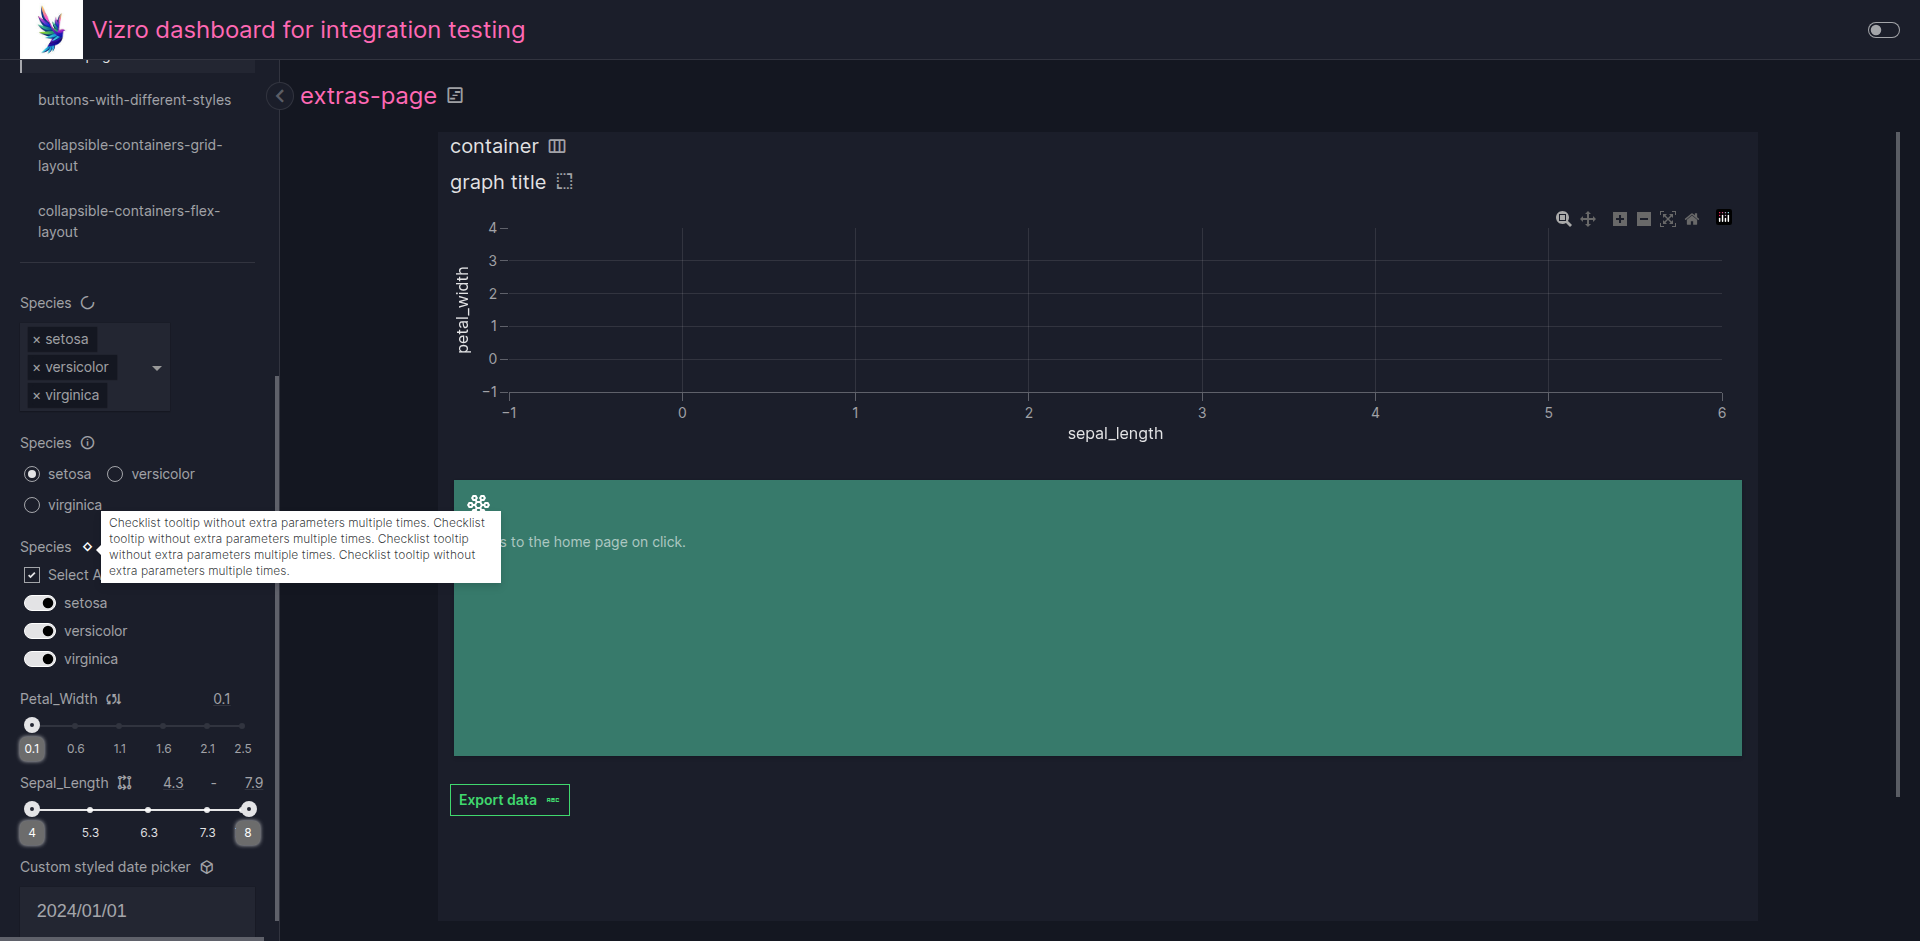 Vizro dashboard for integration testing
buttons-with-different-styles
collapsible-containers-grid-
layout
collapsible-containers-flex-
layout
Species
× setosa
× versicolor
× virginica
Species
setosa
versicolor
virginica
Species
Checklist tooltip without extra parameters multiple times. Checklist
tooltip without extra parameters multiple times. Checklist tooltip
without extra parameters multiple times. Checklist tooltip without
extra parameters multiple times.
Select A
setosa
versicolor
virginica
Petal_Width 0.1
0.1 0.6 1.1 1.6 2.1 2.5
Sepal_Length 4.3 - 7.9
4 5.3 6.3 7.3 8
Custom styled date picker
2024/01/01
extras-page
container
graph title
petal_width
4
3
2
1
0
−1
−1 0 1 2 3 4 5 6
sepal_length
s to the home page on click.
Export data ABC